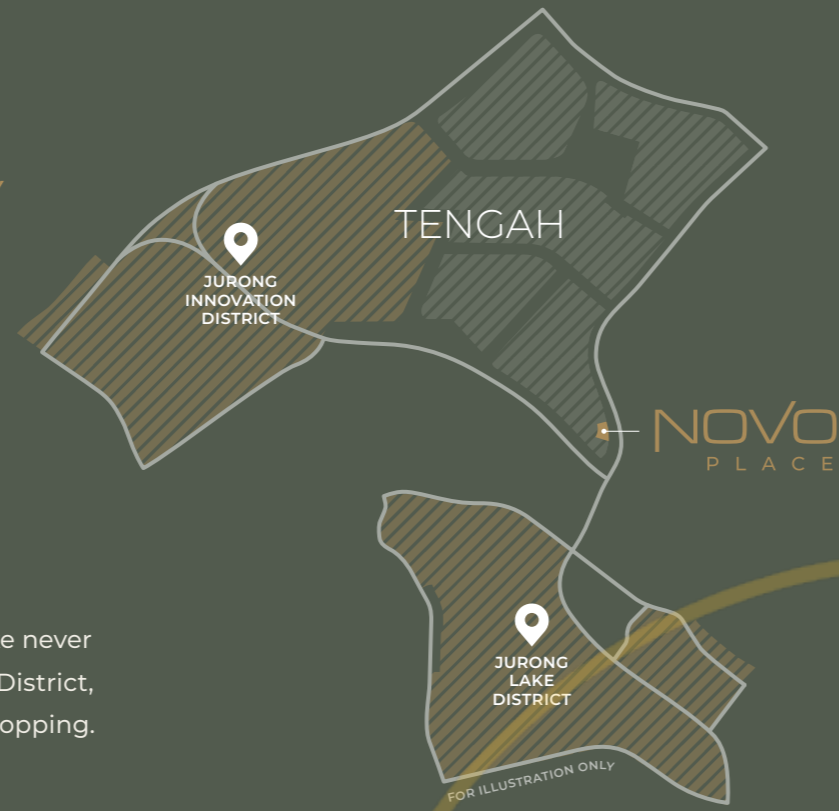 TENGAH
JURONG
INNOVATION
DISTRICT
NOVO
PLACE
e never
District,
opping.
JURONG
LAKE
DISTRICT
FOR ILLUSTRATION ONLY